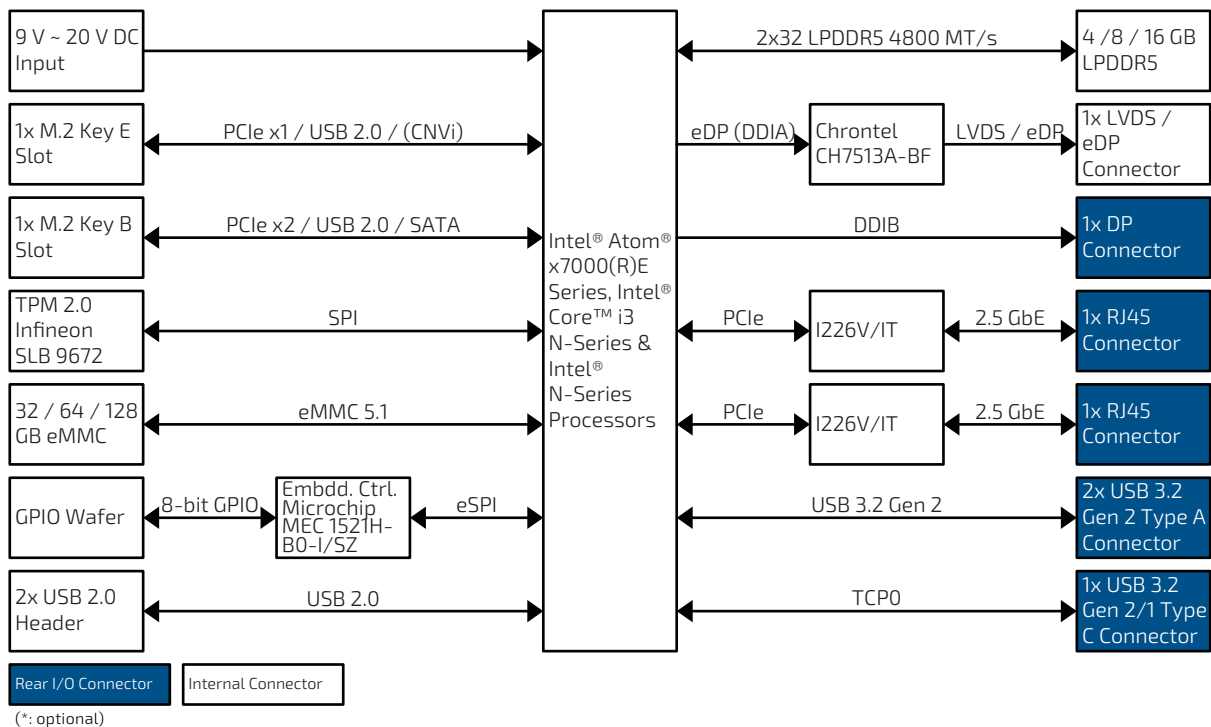 9 V ~ 20 V DC
Input
2x32 LPDDR5 4800 MT/s
4 /8 / 16 GB
LPDDR5
1x M.2 Key E
Slot
PCIe x1 / USB 2.0 / (CNVi)
eDP (DDIA)
Chrontel
CH7513A-BF
LVDS / eDP
1x LVDS /
eDP
Connector
1x M.2 Key B
Slot
PCIe x2 / USB 2.0 / SATA
Intel® Atom®
x7000(R)E
Series, Intel®
Core™ i3
N-Series &
Intel®
N-Series
Processors
DDIB
1x DP
Connector
TPM 2.0
Infineon
SLB 9672
SPI
PCIe
I226V/IT
2.5 GbE
1x RJ45
Connector
32 / 64 / 128
GB eMMC
eMMC 5.1
PCIe
I226V/IT
2.5 GbE
1x RJ45
Connector
GPIO Wafer
8-bit GPIO
Embdd. Ctrl.
Microchip
MEC 1521H-
B0-I/SZ
eSPI
USB 3.2 Gen 2
2x USB 3.2
Gen 2 Type A
Connector
2x USB 2.0
Header
USB 2.0
TCP0
1x USB 3.2
Gen 2/1 Type
C Connector
Rear I/O Connector
Internal Connector
(*: optional)